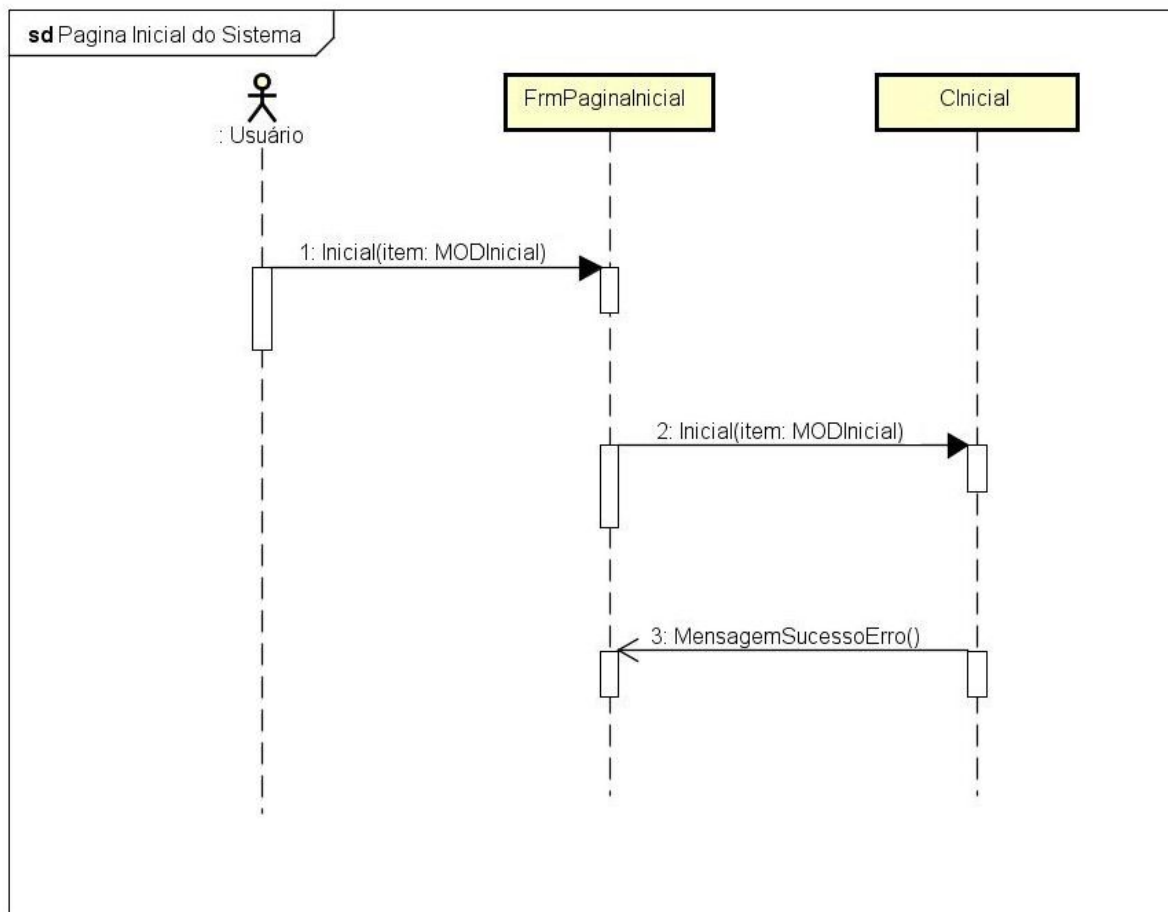 sd Pagina Inicial do Sistema
: Usuário
FrmPaginaInicial
CInicial
1: Inicial(item: MODInicial)
2: Inicial(item: MODInicial)
3: MensagemSucessoErro()